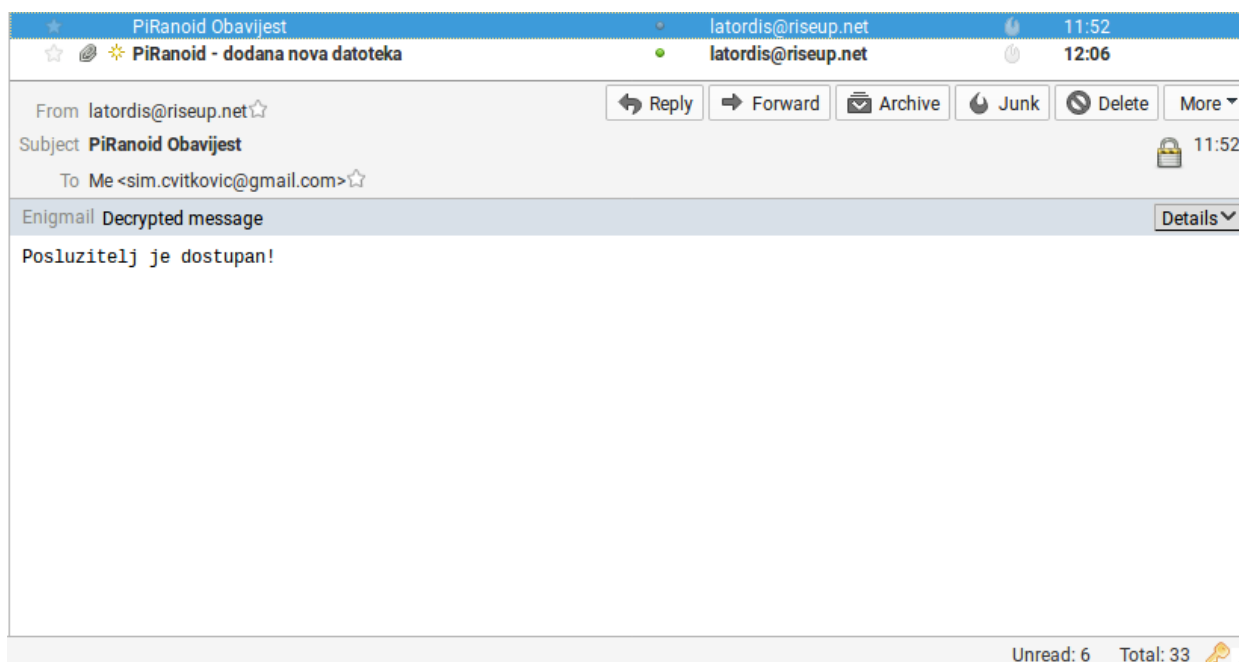 PiRanoid Obavijest latordis@riseup.net 11:52
PiRanoid - dodana nova datoteka latordis@riseup.net 12:06
From latordis@riseup.net Reply Forward Archive Junk Delete More
Subject PiRanoid Obavijest 11:52
To Me <sim.cvitkovic@gmail.com>
Enigmail Decrypted message Details
Posluzitelj je dostupan!
Unread: 6 Total: 33